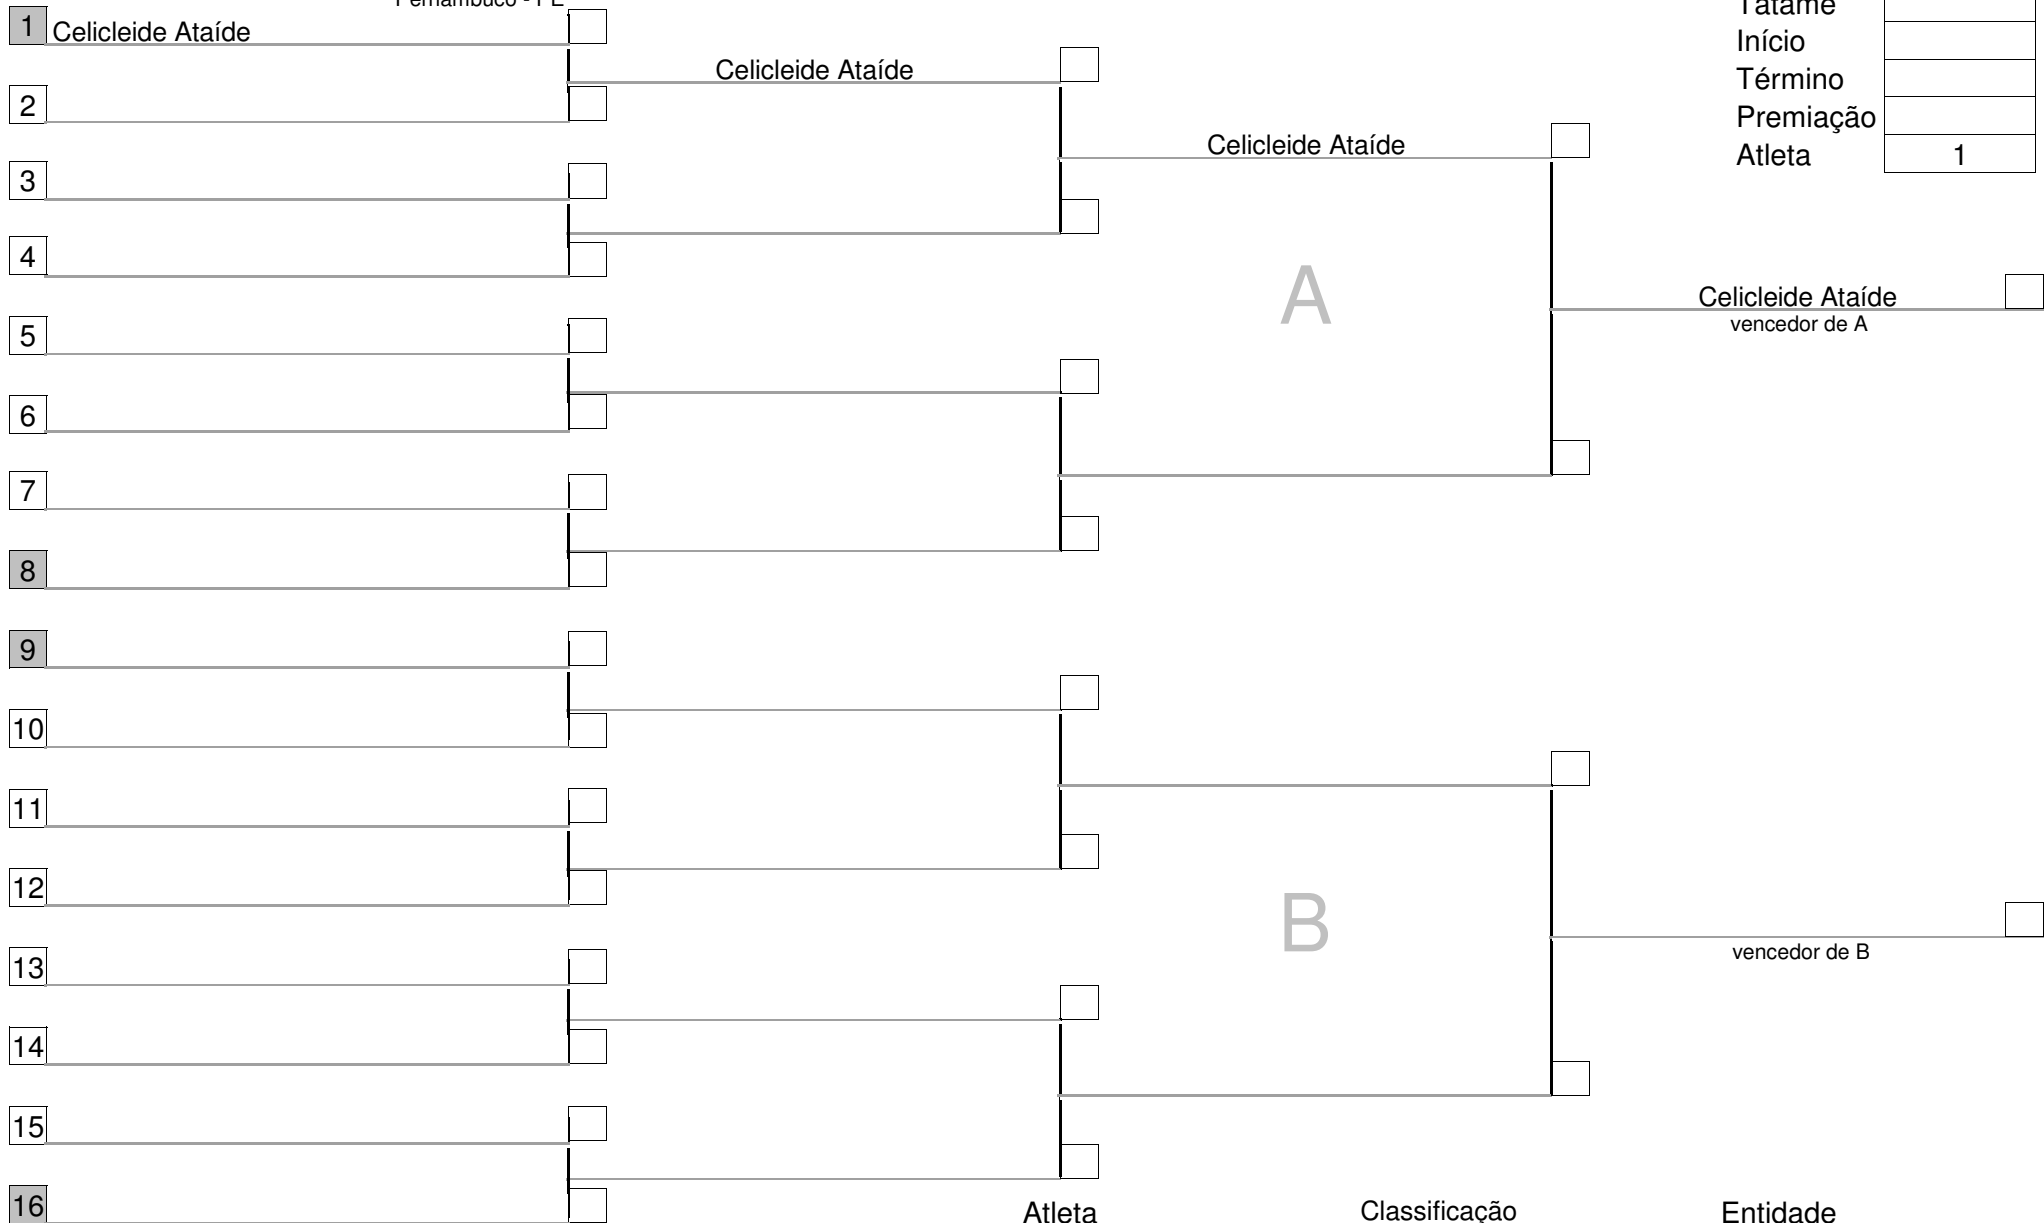 Pernambuco - PE
1 Celicleide Ataíde
Tatame
Início
Celicleide Ataíde
Término
2
Premiação
Celicleide Ataíde
Atleta 1
3
4
A
Celicleide Ataíde
vencedor de A
5
6
7
8
9
10
11
12
B
vencedor de B
13
14
15
16
Atleta Classificação Entidade